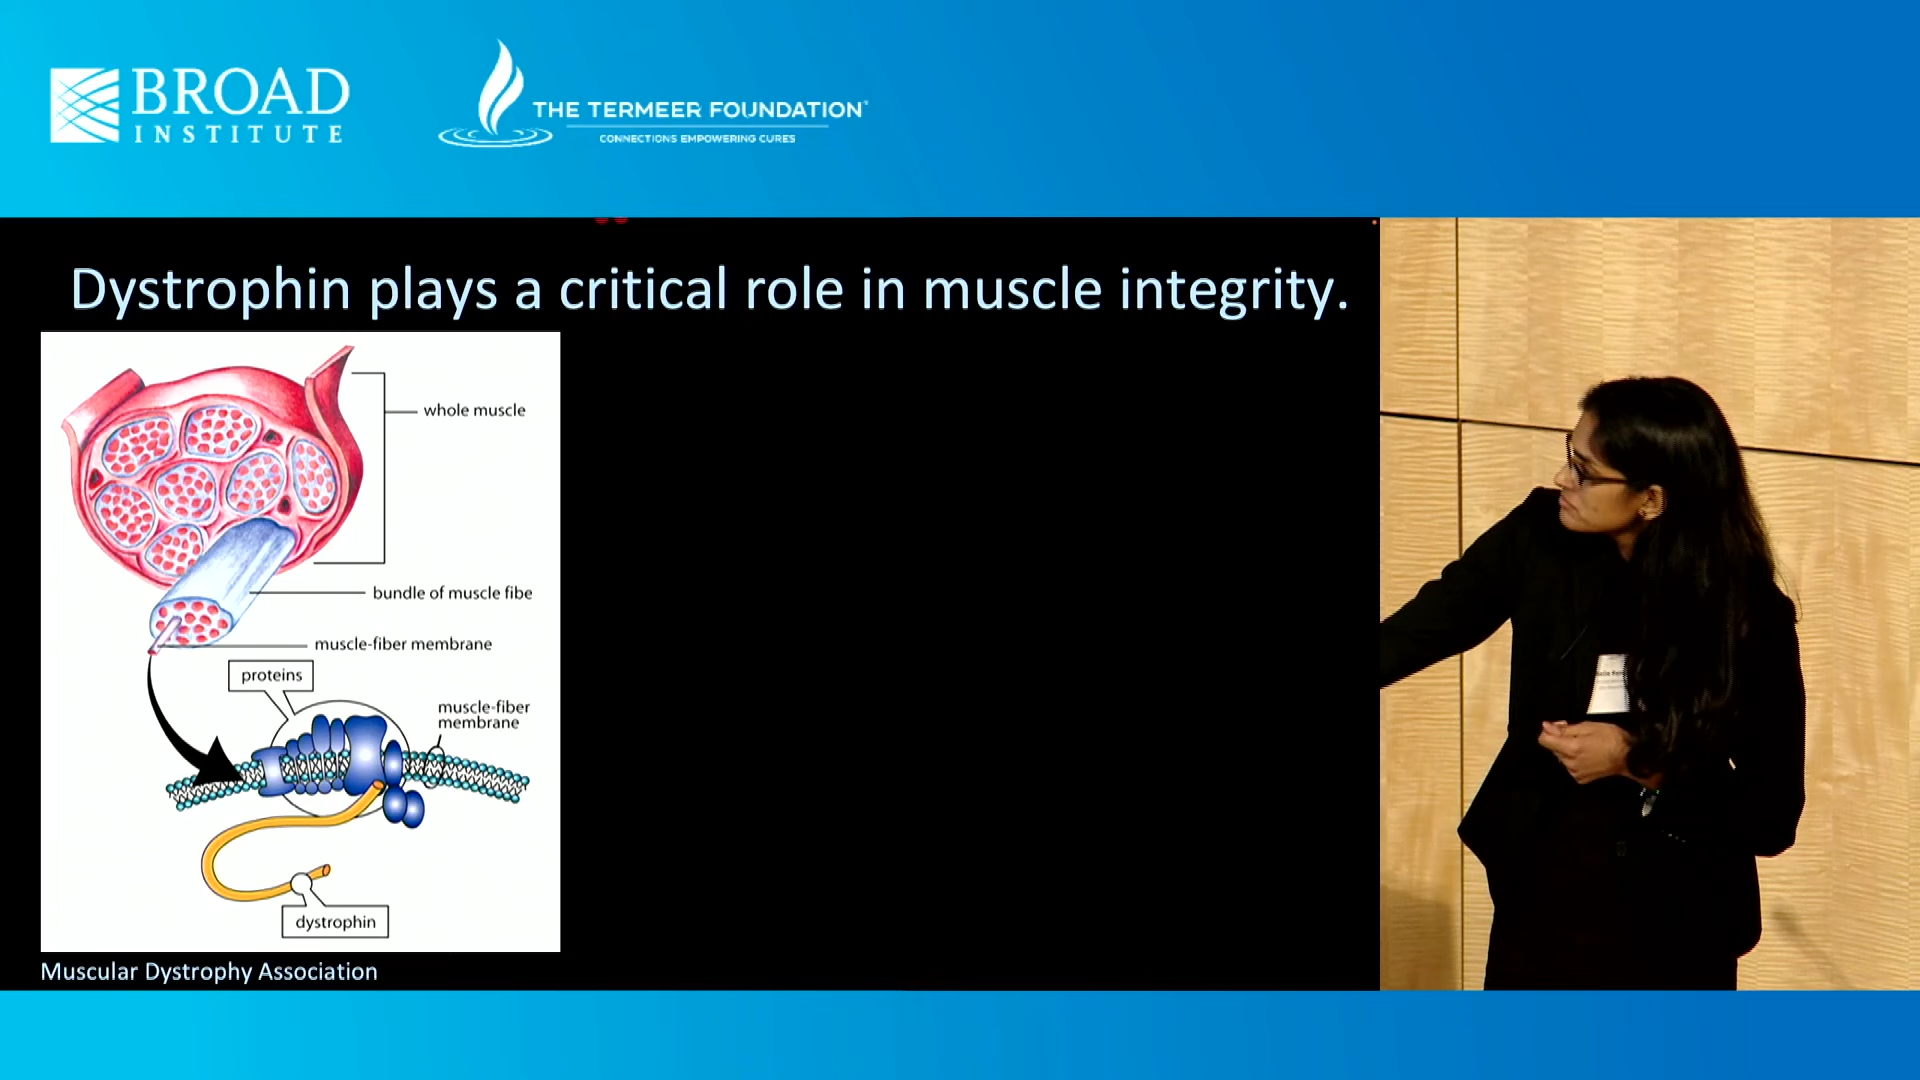 BROAD
INSTITUTE
THE TERMEER FOUNDATION
CONNECTIONS EMPOWERING CURES
Dystrophin plays a critical role in muscle integrity.
whole muscle
bundle of muscle fibe
muscle-fiber membrane
proteins
muscle-fiber
membrane
dystrophin
Muscular Dystrophy Association